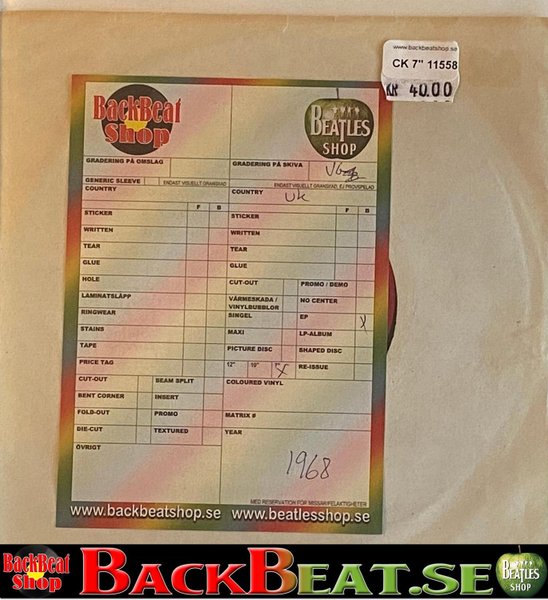 www.backbeatshop.se
CK 7" 11558
KR 40.00
BackBeat
Shop
BEATLES
SHOP
GRADERING PÅ OMSLAG
GRADERING PÅ SKIVA
GENERIC SLEEVE
ENDAST VISUELLT GRANSKAD
ENDAST VISUELLT GRANSKAD, EJ PROVSPELAD
COUNTRY
COUNTRY
UK
F B
F B
STICKER
STICKER
WRITTEN
WRITTEN
TEAR
TEAR
GLUE
GLUE
HOLE
CUT-OUT
PROMO / DEMO
LAMINATSLÄPP
VÄRMESKADA /
VINYLBUBBLOR
NO CENTER
RINGWEAR
SINGEL
EP
X
STAINS
MAXI
LP-ALBUM
TAPE
PICTURE DISC
SHAPED DISC
PRICE TAG
12"
10"
7"
X
RE-ISSUE
CUT-OUT
BEAM SPLIT
COLOURED VINYL
BENT CORNER
INSERT
FOLD-OUT
PROMO
MATRIX #
DIE-CUT
TEXTURED
YEAR
ÖVRIGT
1968
MED RESERVATION FÖR MISSAR/FELAKTIGHETER
www.backbeatshop.se
www.beatlesshop.se
BackBeat
Shop
BACKBEAT.SE
BEATLES
SHOP